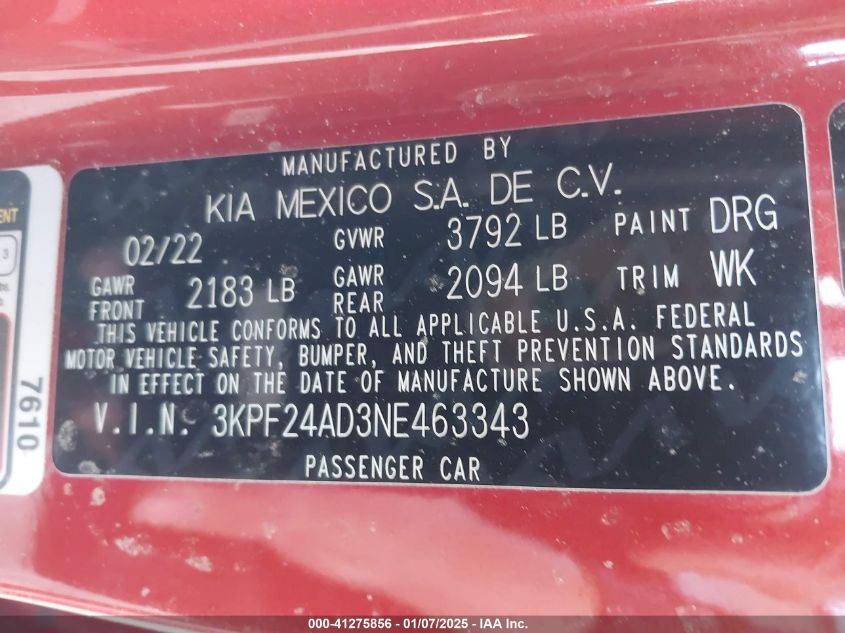 MANUFACTURED BY
KIA MEXICO S.A. DE C.V.
02/22 GVWR 3792 LB PAINT DRG
GAWR FRONT 2183 LB GAWR REAR 2094 LB TRIM WK
THIS VEHICLE CONFORMS TO ALL APPLICABLE U.S.A. FEDERAL
MOTOR VEHICLE SAFETY, BUMPER, AND THEFT PREVENTION STANDARDS
IN EFFECT ON THE DATE OF MANUFACTURE SHOWN ABOVE.
V.I.N. 3KPF24AD3NE463343
PASSENGER CAR
7610
3
000-41275856 | 01/07/2025 - IAA Inc.